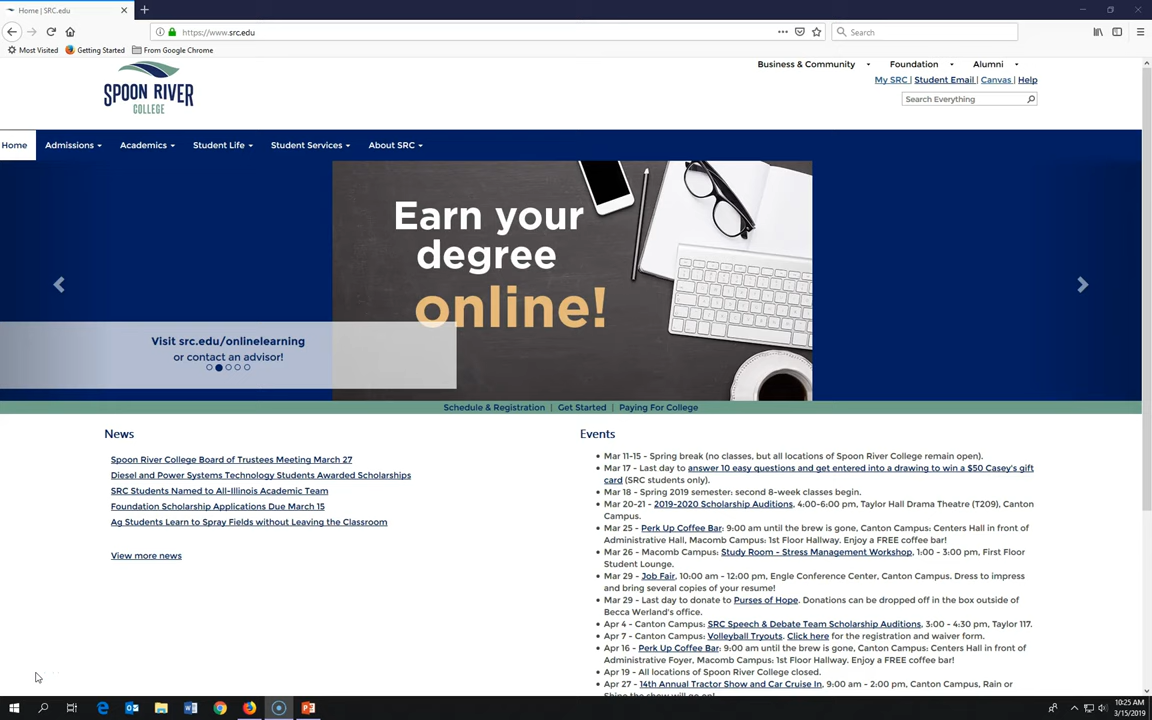 Home | SRC.edu
https://www.src.edu
Search
Most Visited
Getting Started
From Google Chrome
Business & Community
Foundation
Alumni
My SRC |
Student Email |
Canvas |
Help
SPOON RIVER
COLLEGE
Search Everything
Home
Admissions
Academics
Student Life
Student Services
About SRC
Earn your
degree
online!
Visit src.edu/onlinelearning
or contact an advisor!
Schedule & Registration | Get Started | Paying For College
News
Spoon River College Board of Trustees Meeting March 27
Diesel and Power Systems Technology Students Awarded Scholarships
SRC Students Named to All-Illinois Academic Team
Foundation Scholarship Applications Due March 15
Ag Students Learn to Spray Fields without Leaving the Classroom
View more news
Events
Mar 11-15 - Spring break (no classes, but all locations of Spoon River College remain open).
Mar 17 - Last day to answer 10 easy questions and get entered into a drawing to win a $50 Casey's gift
card (SRC students only).
Mar 18 - Spring 2019 semester: second 8-week classes begin.
Mar 20-21 - 2019-2020 Scholarship Auditions, 4:00-6:00 pm, Taylor Hall Drama Theatre (T209), Canton
Campus.
Mar 25 - Perk Up Coffee Bar: 9:00 am until the brew is gone, Canton Campus: Centers Hall in front of
Administrative Hall, Macomb Campus: 1st Floor Hallway. Enjoy a FREE coffee bar!
Mar 26 - Macomb Campus: Study Room - Stress Management Workshop, 1:00 - 3:00 pm, First Floor
Student Lounge.
Mar 29 - Job Fair, 10:00 am - 12:00 pm, Engle Conference Center, Canton Campus. Dress to impress
and bring several copies of your resume!
Mar 29 - Last day to donate to Purses of Hope. Donations can be dropped off in the box outside of
Becca Werland's office.
Apr 4 - Canton Campus: SRC Speech & Debate Team Scholarship Auditions, 3:00 - 4:30 pm, Taylor 117.
Apr 7 - Canton Campus: Volleyball Tryouts. Click here for the registration and waiver form.
Apr 16 - Perk Up Coffee Bar: 9:00 am until the brew is gone, Canton Campus: Centers Hall in front of
Administrative Foyer, Macomb Campus: 1st Floor Hallway. Enjoy a FREE coffee bar!
Apr 19 - All locations of Spoon River College closed.
Apr 27 - 14th Annual Tractor Show and Car Cruise In, 9:00 am - 2:00 pm, Canton Campus, Rain or
Shine the show will go on!
10:25 AM
3/15/2019